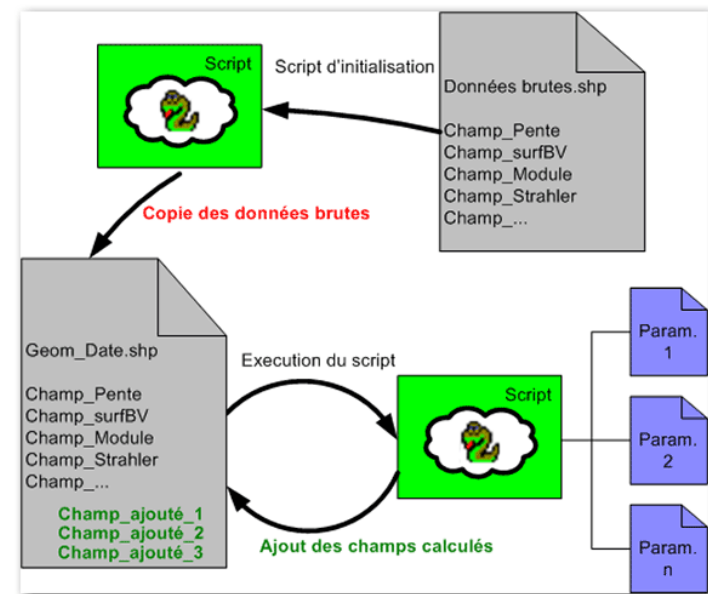 Script
Script d'initialisation
Données brutes.shp
Champ_Pente
Champ_surfBV
Champ_Module
Champ_Strahler
Champ_...
Copie des données brutes
Geom_Date.shp
Champ_Pente
Champ_surfBV
Champ_Module
Champ_Strahler
Champ_...
Champ_ajouté_1
Champ_ajouté_2
Champ_ajouté_3
Execution du script
Script
Ajout des champs calculés
Param.
1
Param.
2
Param.
n